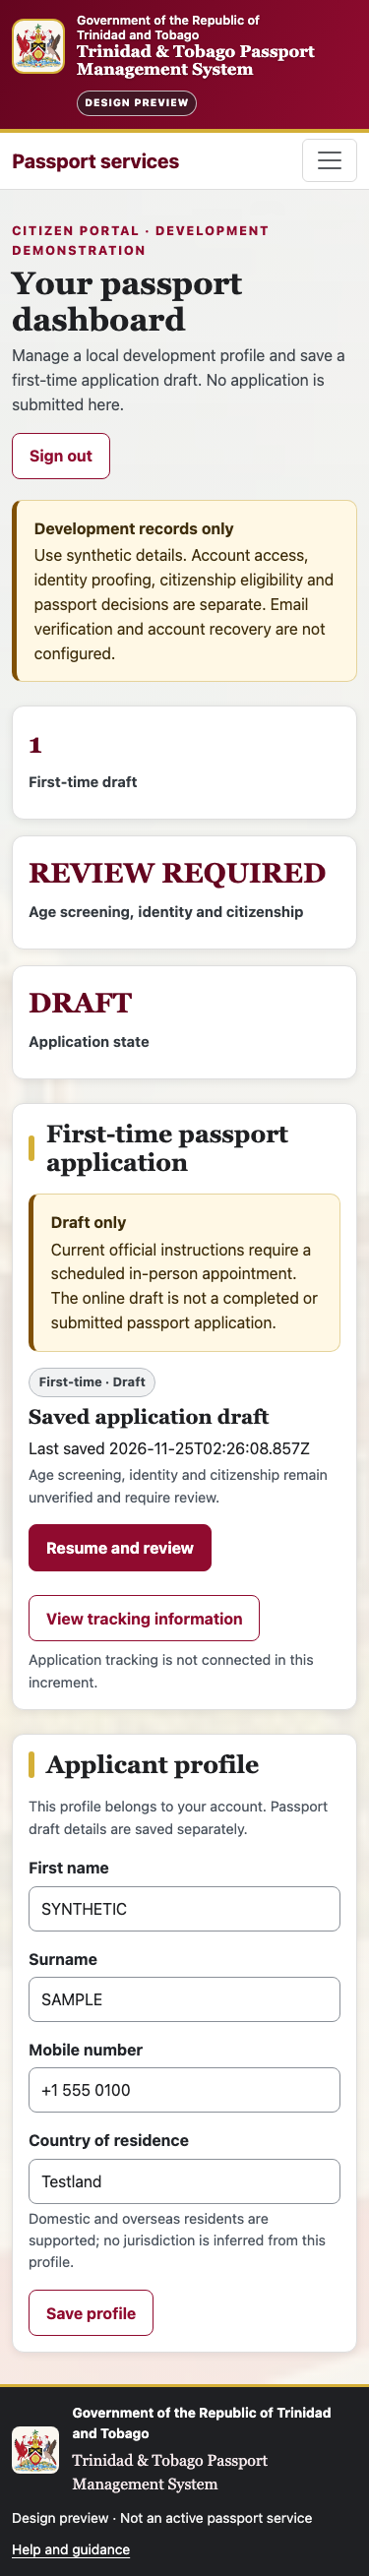 Government of the Republic of
Trinidad and Tobago
Trinidad & Tobago Passport
Management System
DESIGN PREVIEW
Passport services
CITIZEN PORTAL · DEVELOPMENT
DEMONSTRATION
Your passport
dashboard
Manage a local development profile and save a
first-time application draft. No application is
submitted here.
Sign out
Development records only
Use synthetic details. Account access,
identity proofing, citizenship eligibility and
passport decisions are separate. Email
verification and account recovery are not
configured.
1
First-time draft
REVIEW REQUIRED
Age screening, identity and citizenship
DRAFT
Application state
First-time passport
application
Draft only
Current official instructions require a
scheduled in-person appointment.
The online draft is not a completed or
submitted passport application.
First-time · Draft
Saved application draft
Last saved 2026-11-25T02:26:08.857Z
Age screening, identity and citizenship remain
unverified and require review.
Resume and review
View tracking information
Application tracking is not connected in this
increment.
Applicant profile
This profile belongs to your account. Passport
draft details are saved separately.
First name
SYNTHETIC
Surname
SAMPLE
Mobile number
+1 555 0100
Country of residence
Testland
Domestic and overseas residents are
supported; no jurisdiction is inferred from this
profile.
Save profile
Government of the Republic of Trinidad
and Tobago
Trinidad & Tobago Passport
Management System
Design preview · Not an active passport service
Help and guidance